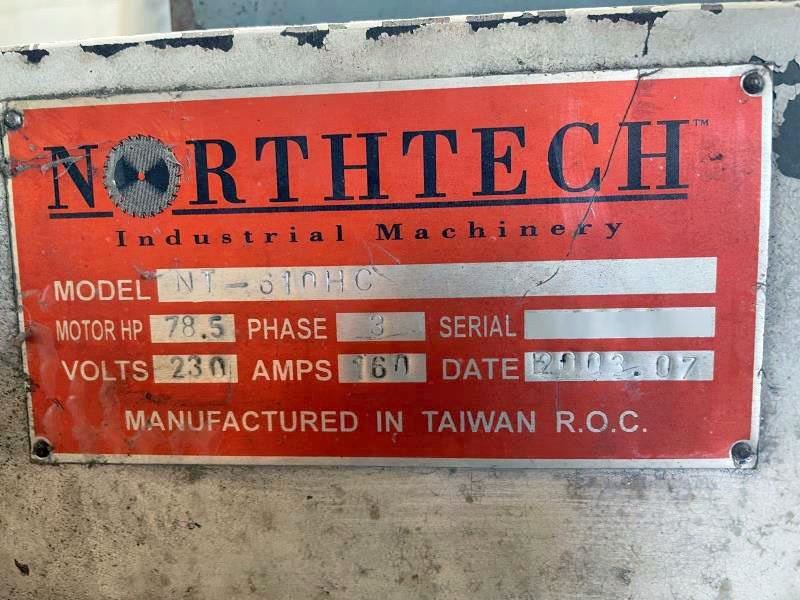 NORTHTECH™
Industrial Machinery
MODEL NT-610HC
MOTOR HP 78.5 PHASE 3 SERIAL
VOLTS 230 AMPS 160 DATE 2003.07
MANUFACTURED IN TAIWAN R.O.C.